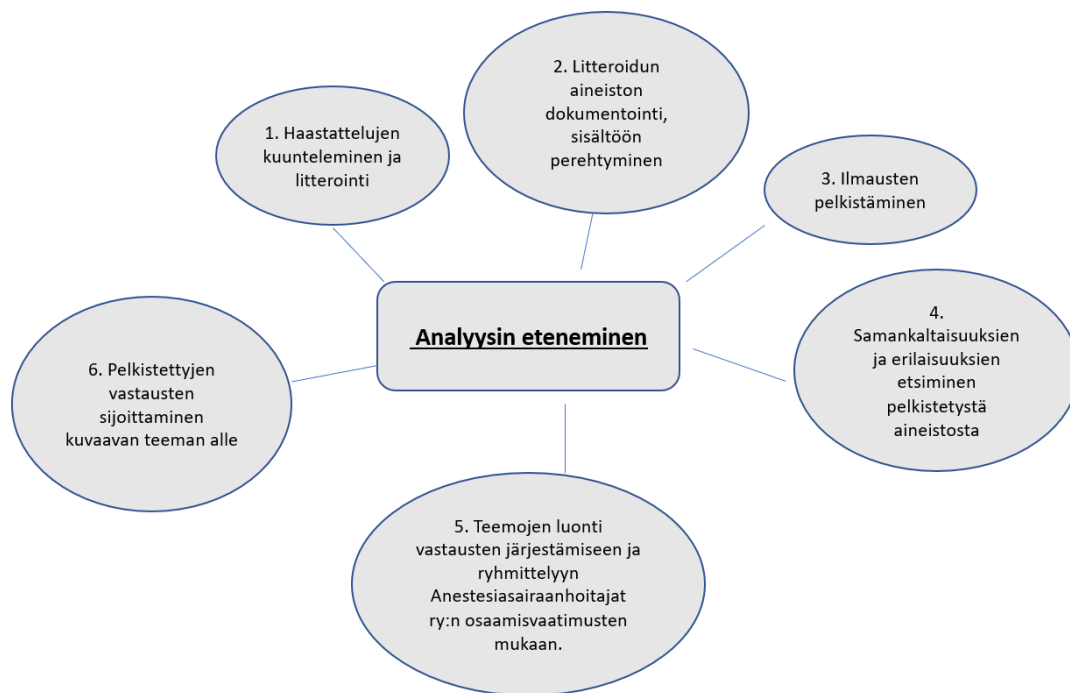 1. Haastattelujen
kuunteleminen ja
litterointi
2. Litteroidun
aineiston
dokumentointi,
sisältöön
perehtyminen
3. Ilmausten
pelkistäminen
Analyysin eteneminen
4.
Samankaltaisuuksien
ja erilaisuuksien
etsiminen
pelkistetystä
aineistosta
5. Teemojen luonti
vastausten järjestämiseen ja
ryhmittelyyn
Anestesiasairaanhoitajat
ry:n osaamisvaatimusten
mukaan.
6. Pelkistettyjen
vastausten
sijoittaminen
kuvaavan teeman alle